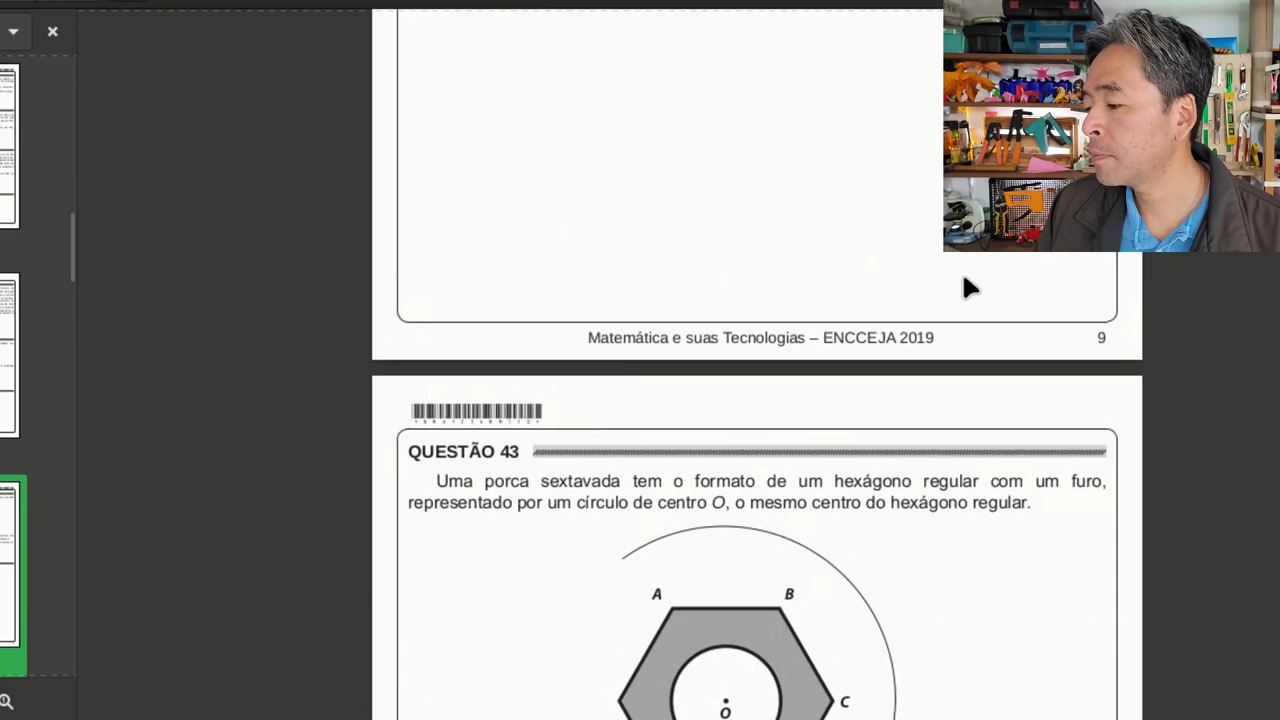 Matemática e suas Tecnologias – ENCCEJA 2019
9
QUESTÃO 43
Uma porca sextavada tem o formato de um hexágono regular com um furo,
representado por um círculo de centro O, o mesmo centro do hexágono regular.
A
B
C
O